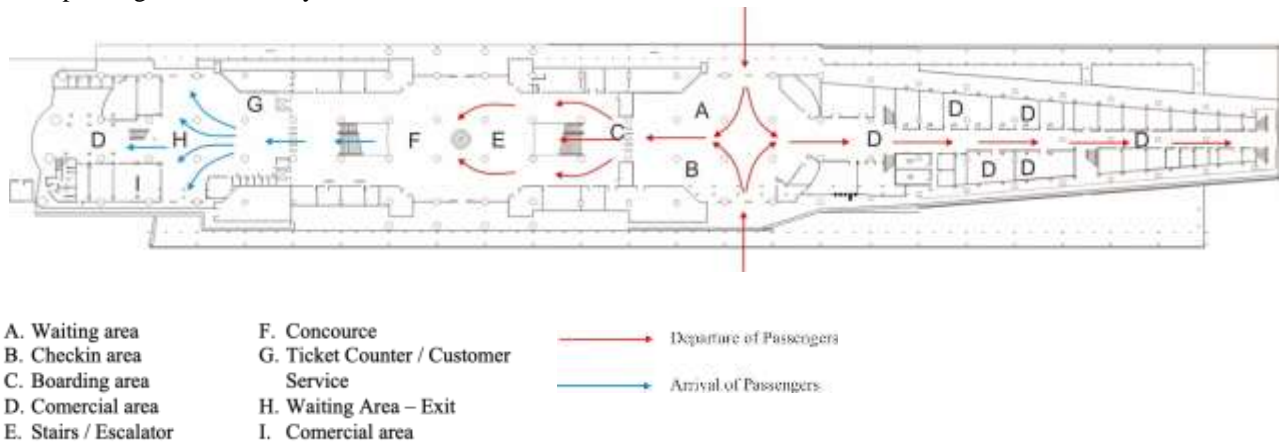 G
A
D
D
D
H
F
E
C
D
D
I
B
D
D
A. Waiting area
B. Checkin area
C. Boarding area
D. Comercial area
E. Stairs / Escalator
F. Concource
G. Ticket Counter / Customer
Service
H. Waiting Area – Exit
I. Comercial area
Departure of Passengers
Arrival of Passengers